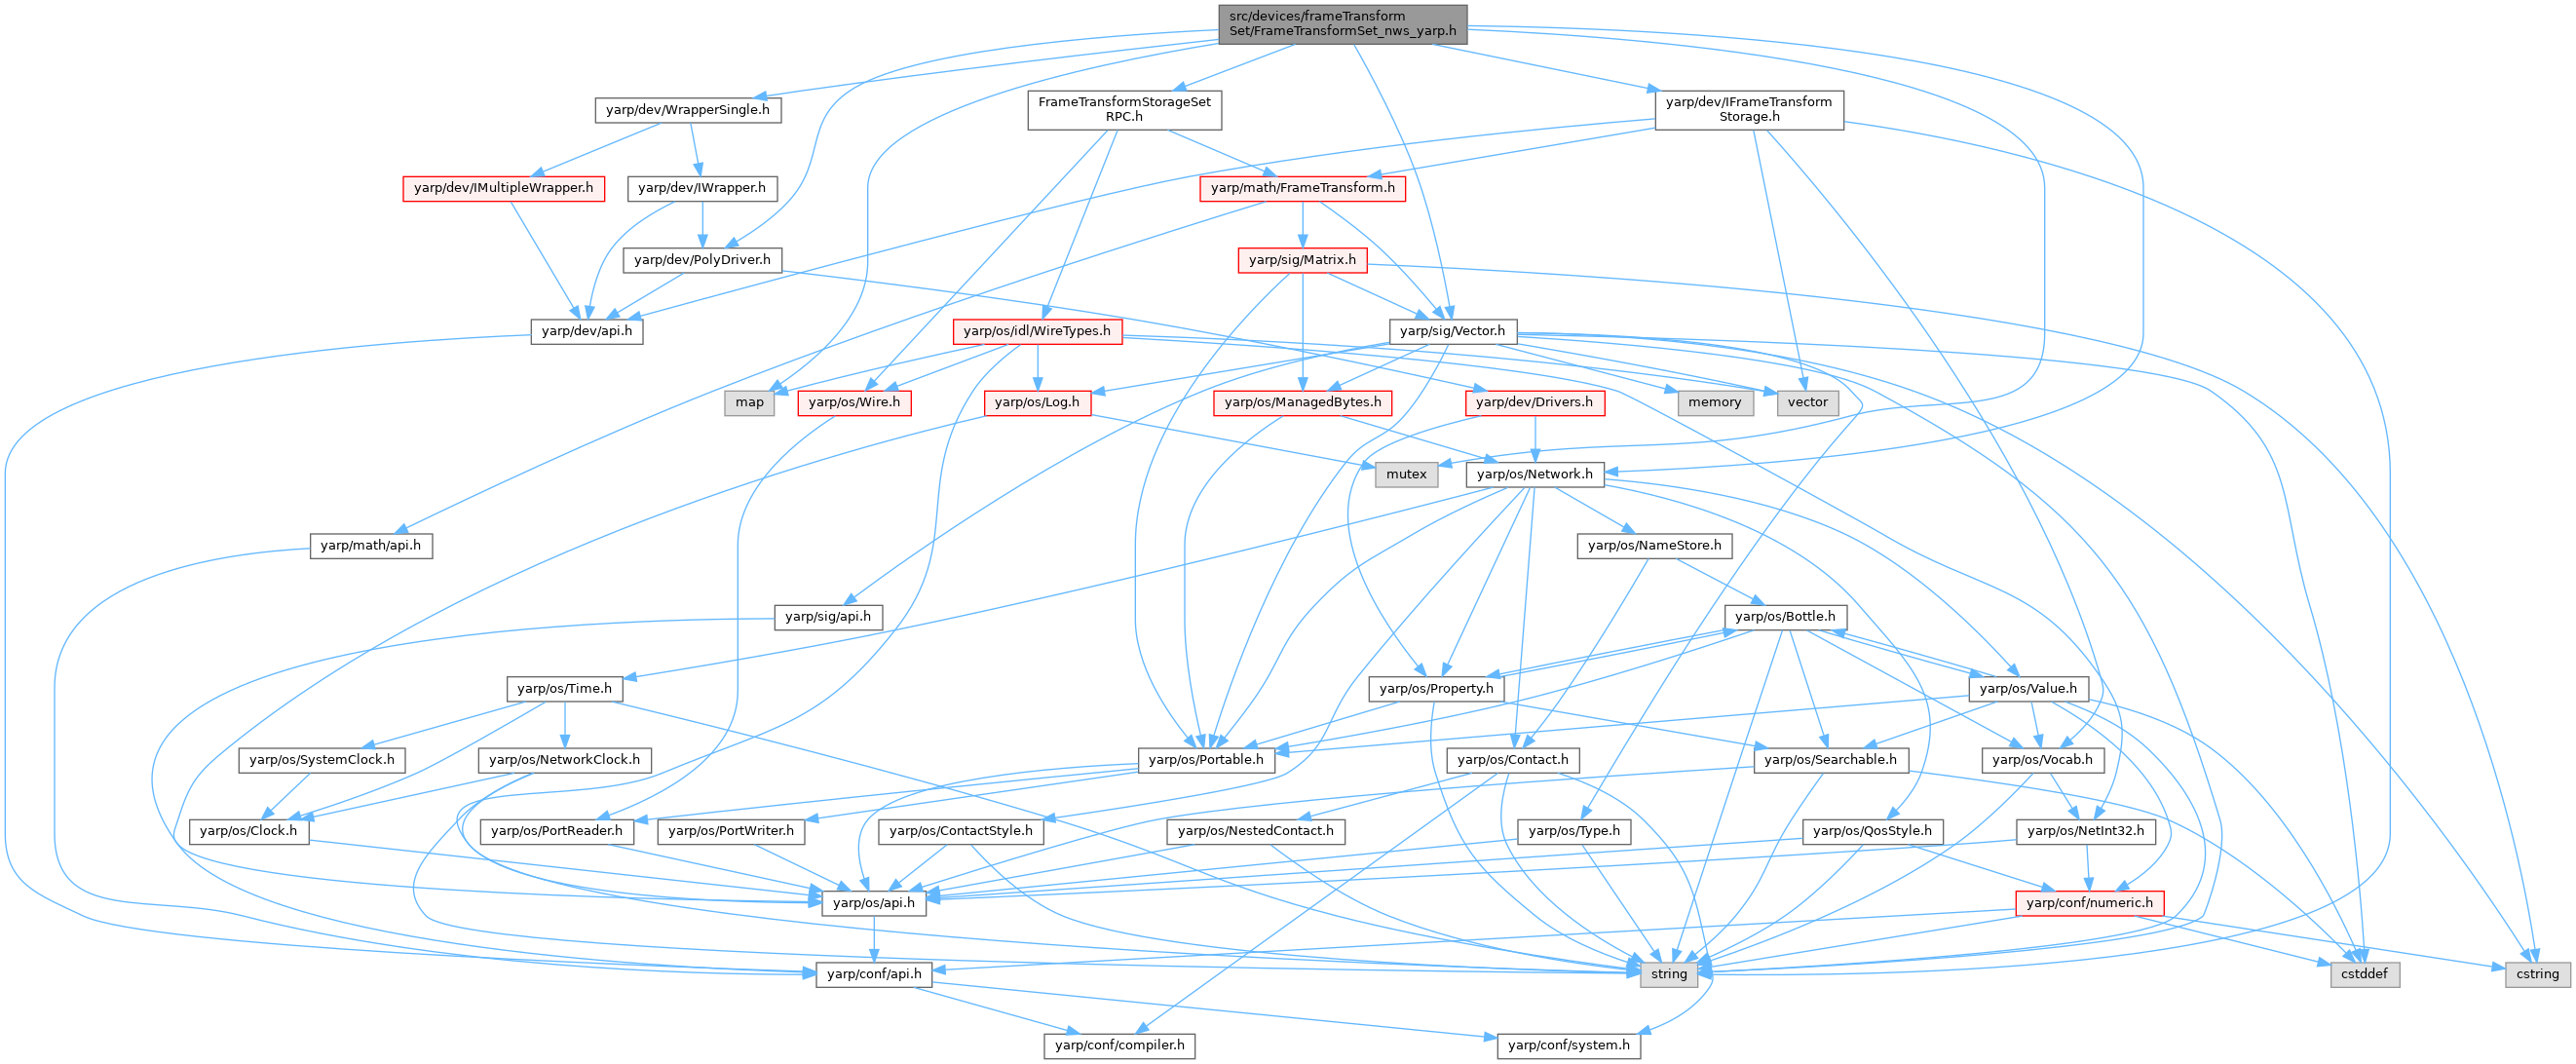 src/devices/frameTransform
Set/FrameTransformSet_nws_yarp.h
yarp/dev/WrapperSingle.h
FrameTransformStorageSet
RPC.h
yarp/dev/IFrameTransform
Storage.h
yarp/dev/IMultipleWrapper.h
yarp/dev/IWrapper.h
yarp/math/FrameTransform.h
yarp/dev/PolyDriver.h
yarp/sig/Matrix.h
yarp/dev/api.h
yarp/os/idl/WireTypes.h
yarp/sig/Vector.h
map
yarp/os/Wire.h
yarp/os/Log.h
yarp/os/ManagedBytes.h
yarp/dev/Drivers.h
memory
vector
mutex
yarp/os/Network.h
yarp/math/api.h
yarp/os/NameStore.h
yarp/sig/api.h
yarp/os/Bottle.h
yarp/os/Time.h
yarp/os/Property.h
yarp/os/Value.h
yarp/os/SystemClock.h
yarp/os/NetworkClock.h
yarp/os/Portable.h
yarp/os/Contact.h
yarp/os/Searchable.h
yarp/os/Vocab.h
yarp/os/Clock.h
yarp/os/PortReader.h
yarp/os/PortWriter.h
yarp/os/ContactStyle.h
yarp/os/NestedContact.h
yarp/os/Type.h
yarp/os/QosStyle.h
yarp/os/NetInt32.h
yarp/os/api.h
yarp/conf/numeric.h
yarp/conf/api.h
string
cstddef
cstring
yarp/conf/compiler.h
yarp/conf/system.h